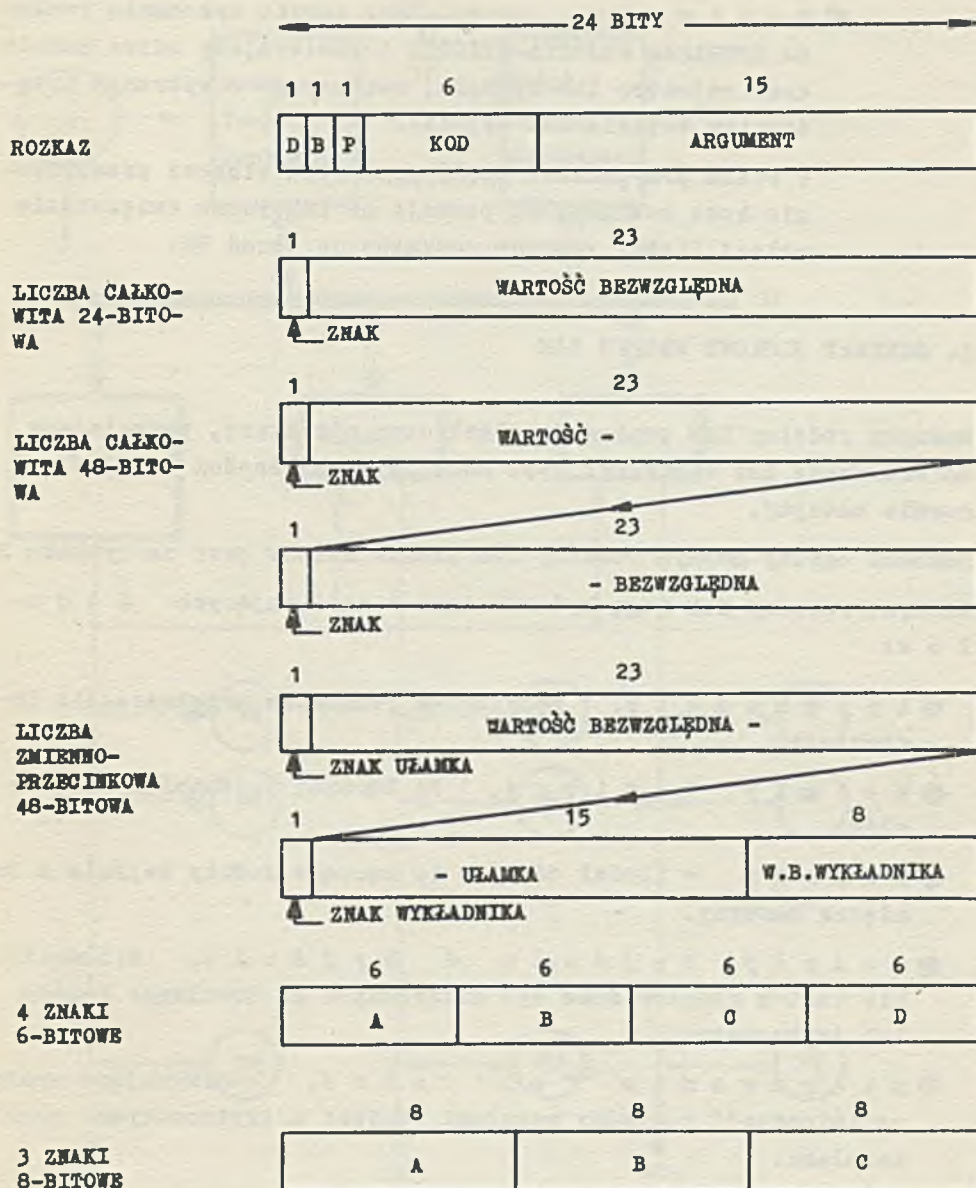 24 BITY
1 1 1 6 15
ROZKAZ D B P KOD ARGUMENT
1 23
LICZBA CAŁKO-
WITA 24-BITO-
WA
WARTOŚĆ BEZWZGLĘDNA
ZNAK
1 23
LICZBA CAŁKO-
WITA 48-BITO-
WA
WARTOŚĆ -
ZNAK
1 23
- BEZWZGLĘDNA
ZNAK
1 23
LICZBA
ZMIENNO-
PRZECINKOWA
48-BITOWA
WARTOŚĆ BEZWZGLĘDNA -
ZNAK UŁAMKA
1 15 8
- UŁAMKA W.B.WYKŁADNIKA
ZNAK WYKŁADNIKA
6 6 6 6
4 ZNAKI
6-BITOWE
A B C D
8 8 8
3 ZNAKI
8-BITOWE
A B C